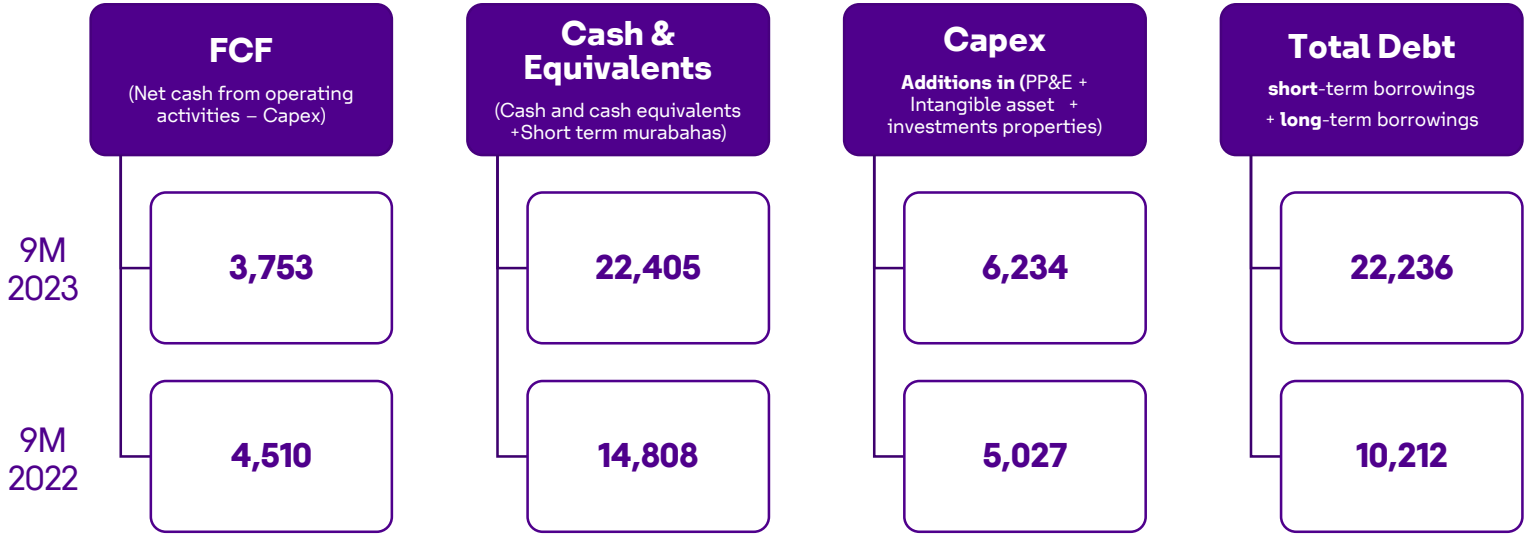 FCF
(Net cash from operating
activities – Capex)
Cash &
Equivalents
(Cash and cash equivalents
+Short term murabahas)
Capex
Additions in (PP&E +
Intangible asset +
investments properties)
Total Debt
short-term borrowings
+ long-term borrowings
9M
2023
3,753
22,405
6,234
22,236
9M
2022
4,510
14,808
5,027
10,212